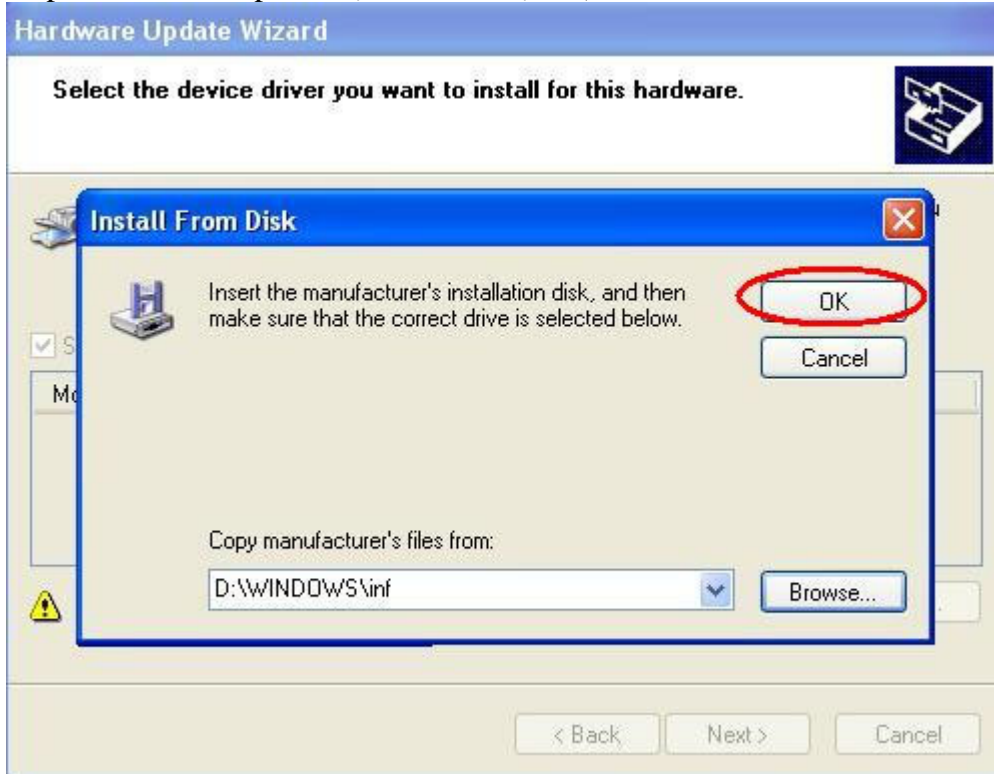 Hardware Update Wizard
Select the device driver you want to install for this hardware.
Install From Disk
Insert the manufacturer's installation disk, and then
make sure that the correct drive is selected below.
OK
Cancel
Copy manufacturer's files from:
D:\WINDOWS\inf
Browse...
< Back
Next >
Cancel